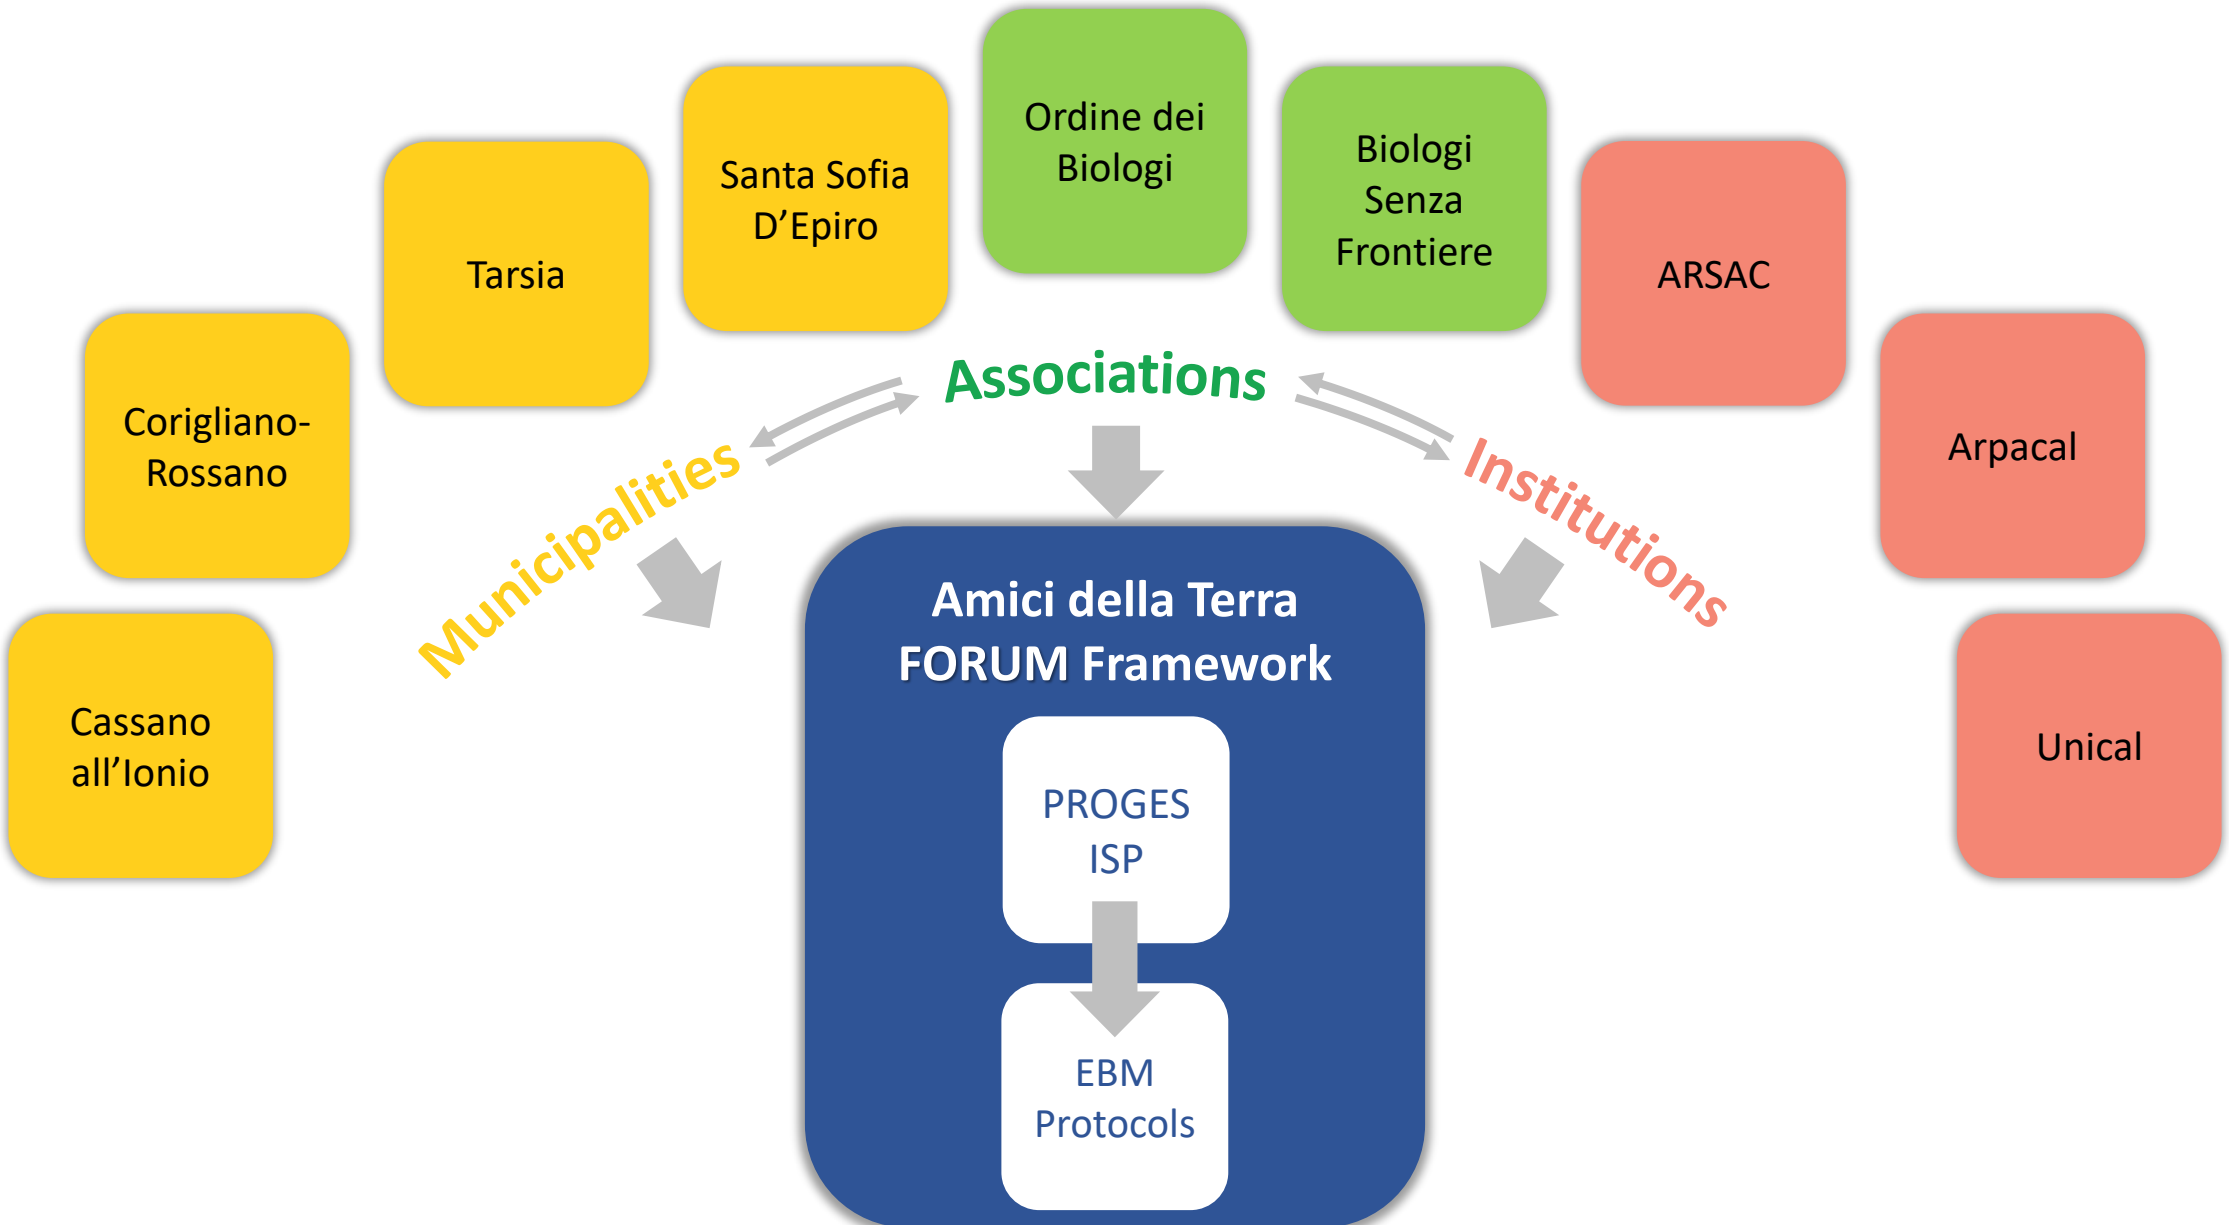 Ordine dei
Biologi
Santa Sofia
D’Epiro
Biologi
Senza
Frontiere
Tarsia
ARSAC
Corigliano-
Rossano
Arpacal
Cassano
all’Ionio
Unical
Municipalities
Associations
Institutions
Amici della Terra
FORUM Framework
PROGES
ISP
EBM
Protocols